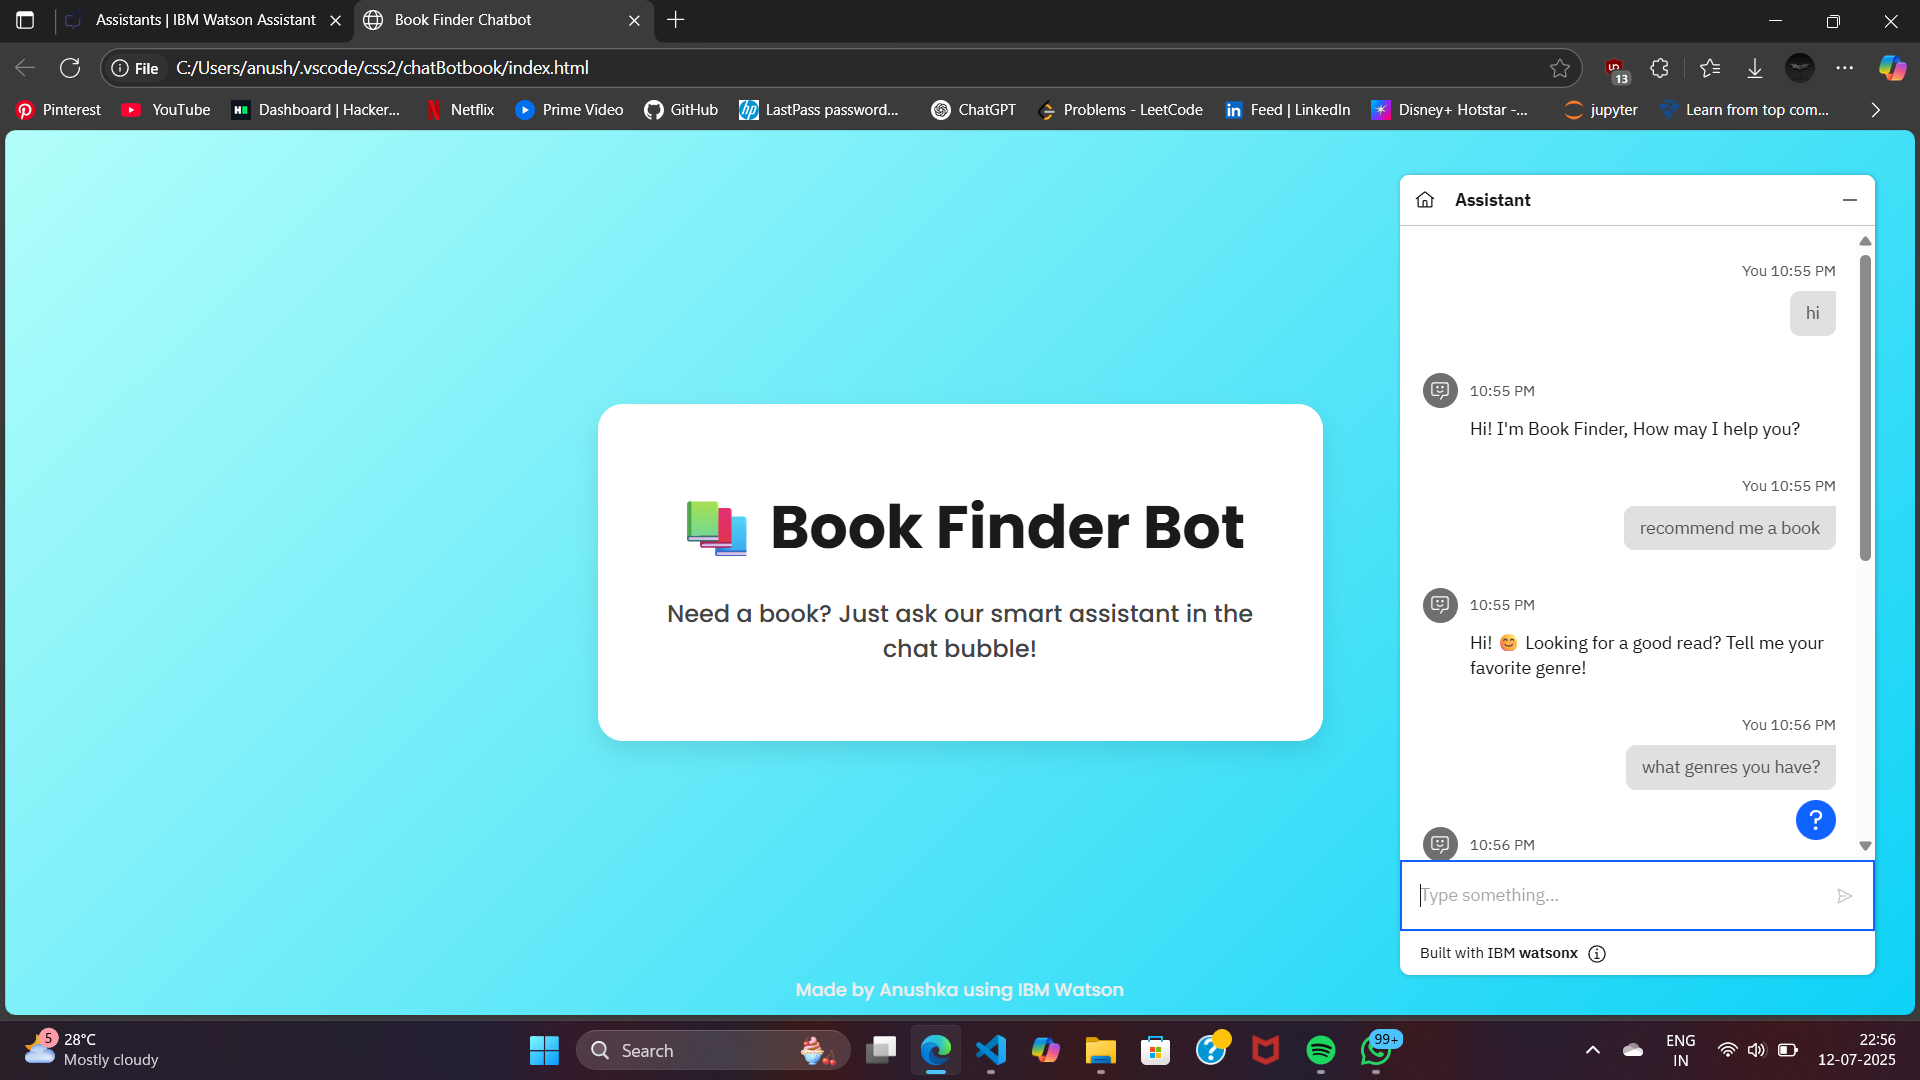 Assistants | IBM Watson Assistant
Book Finder Chatbot
File
C:/Users/anush/.vscode/css2/chatBotbook/index.html
13
Pinterest
YouTube
Dashboard | Hacker...
Netflix
Prime Video
GitHub
LastPass password...
ChatGPT
Problems - LeetCode
Feed | LinkedIn
Disney+ Hotstar -...
jupyter
Learn from top com...
Book Finder Bot
Need a book? Just ask our smart assistant in the
chat bubble!
Made by Anushka using IBM Watson
Assistant
You 10:55 PM
hi
10:55 PM
Hi! I'm Book Finder, How may I help you?
You 10:55 PM
recommend me a book
10:55 PM
Hi! 😊 Looking for a good read? Tell me your
favorite genre!
You 10:56 PM
what genres you have?
?
10:56 PM
Type something...
Built with IBM watsonx
5
28°C
Mostly cloudy
Search
99+
ENG
IN
22:56
12-07-2025